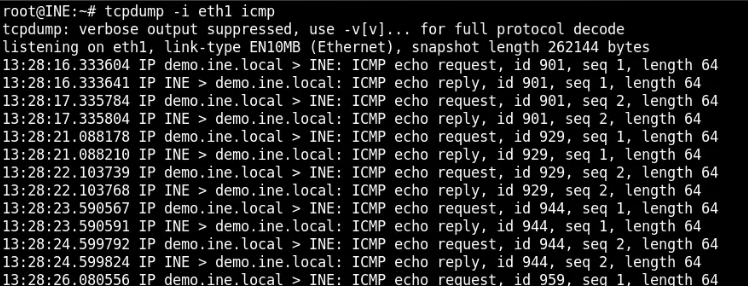 root@INE:~# tcpdump -i eth1 icmp
tcpdump: verbose output suppressed, use -v[v]... for full protocol decode
listening on eth1, link-type EN10MB (Ethernet), snapshot length 262144 bytes
13:28:16.333604 IP demo.ine.local > INE: ICMP echo request, id 901, seq 1, length 64
13:28:16.333641 IP INE > demo.ine.local: ICMP echo reply, id 901, seq 1, length 64
13:28:17.335784 IP demo.ine.local > INE: ICMP echo request, id 901, seq 2, length 64
13:28:17.335804 IP INE > demo.ine.local: ICMP echo reply, id 901, seq 2, length 64
13:28:21.088178 IP demo.ine.local > INE: ICMP echo request, id 929, seq 1, length 64
13:28:21.088210 IP INE > demo.ine.local: ICMP echo reply, id 929, seq 1, length 64
13:28:22.103739 IP demo.ine.local > INE: ICMP echo request, id 929, seq 2, length 64
13:28:22.103768 IP INE > demo.ine.local: ICMP echo reply, id 929, seq 2, length 64
13:28:23.590567 IP demo.ine.local > INE: ICMP echo request, id 944, seq 1, length 64
13:28:23.590591 IP INE > demo.ine.local: ICMP echo reply, id 944, seq 1, length 64
13:28:24.599792 IP demo.ine.local > INE: ICMP echo request, id 944, seq 2, length 64
13:28:24.599824 IP INE > demo.ine.local: ICMP echo reply, id 944, seq 2, length 64
13:28:26.080556 IP demo.ine.local > INE: ICMP echo request, id 959, seq 1, length 64